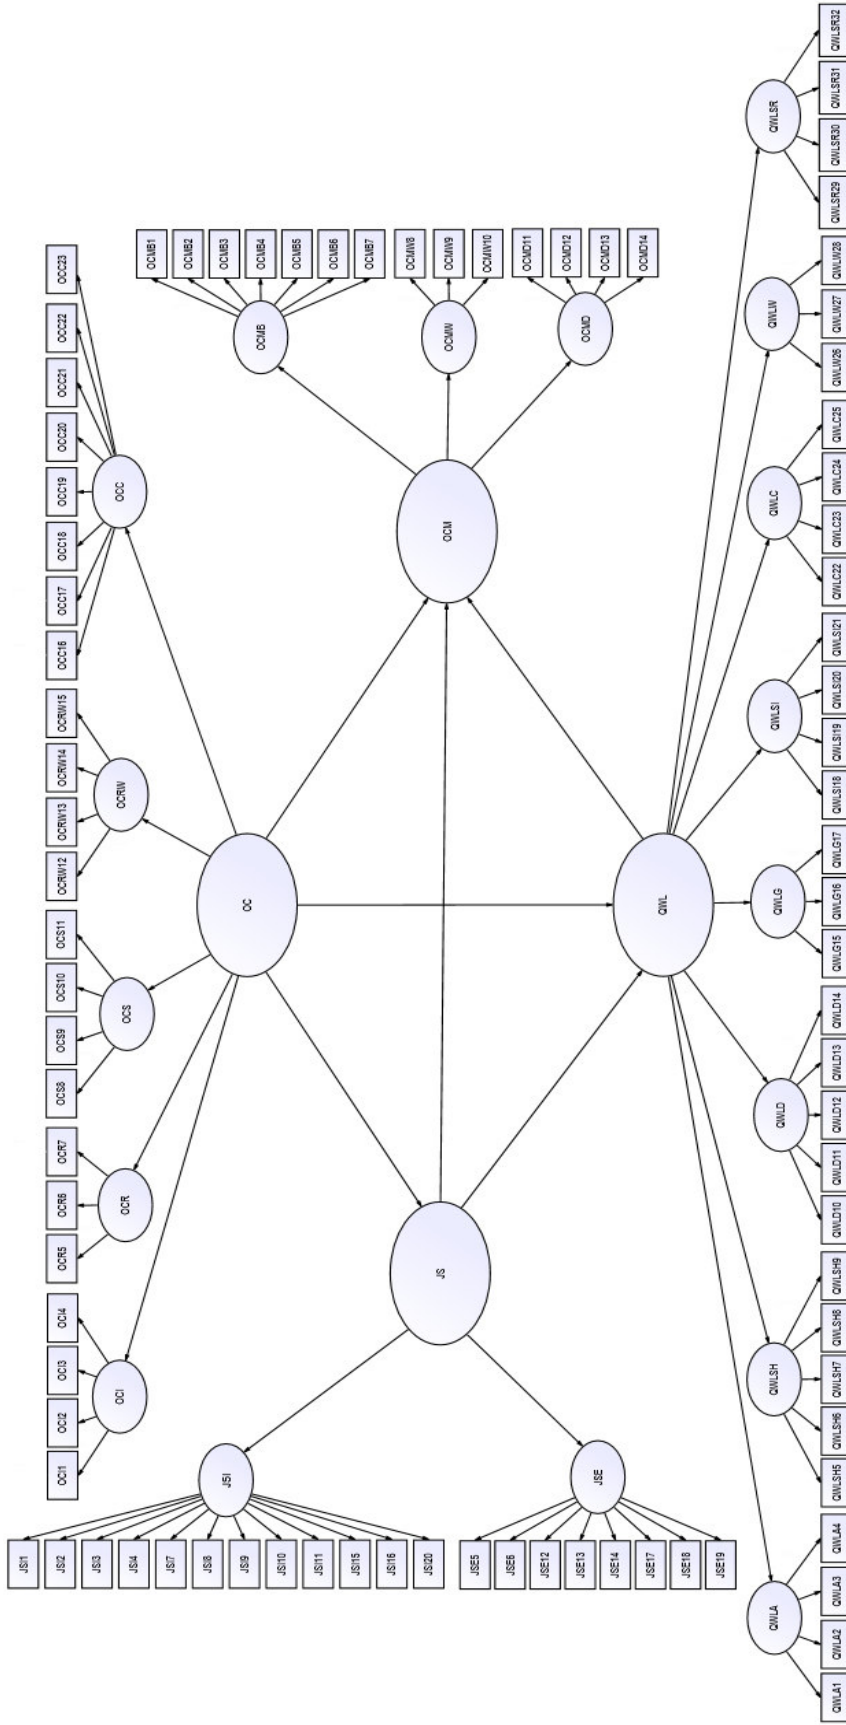 OCI1
OCI2
OCI3
OCI4
OCR5
OCR6
OCR7
OCS8
OCS9
OCS10
OCS11
OCRW12
OCRW13
OCRW14
OCRW15
OCC16
OCC17
OCC18
OCC19
OCC20
OCC21
OCC22
OCC23
OCI
OCR
OCS
OCRW
OCC
JSI1
JSI2
JSI3
JSI4
JSI7
JSI8
JSI9
JSI10
JSI11
JSI15
JSI16
JSI20
JSI
OC
OCMB
OCMB1
OCMB2
OCMB3
OCMB4
OCMB5
OCMB6
OCMB7
JS
OCM
OCMW
OCMW8
OCMW9
OCMW10
JSE5
JSE6
JSE12
JSE13
JSE14
JSE17
JSE18
JSE19
JSE
QWL
OCMD
OCMD11
OCMD12
OCMD13
OCMD14
QWLA
QWLSH
QWLD
QWLG
QWLSI
QWLC
QWLW
QWLSR
QWLA1
QWLA2
QWLA3
QWLA4
QWLSH5
QWLSH6
QWLSH7
QWLSH8
QWLSH9
QWLD10
QWLD11
QWLD12
QWLD13
QWLD14
QWLG15
QWLG16
QWLG17
QWLSI18
QWLSI19
QWLSI20
QWLSI21
QWLC22
QWLC23
QWLC24
QWLC25
QWLW26
QWLW27
QWLW28
QWLSR29
QWLSR30
QWLSR31
QWLSR32